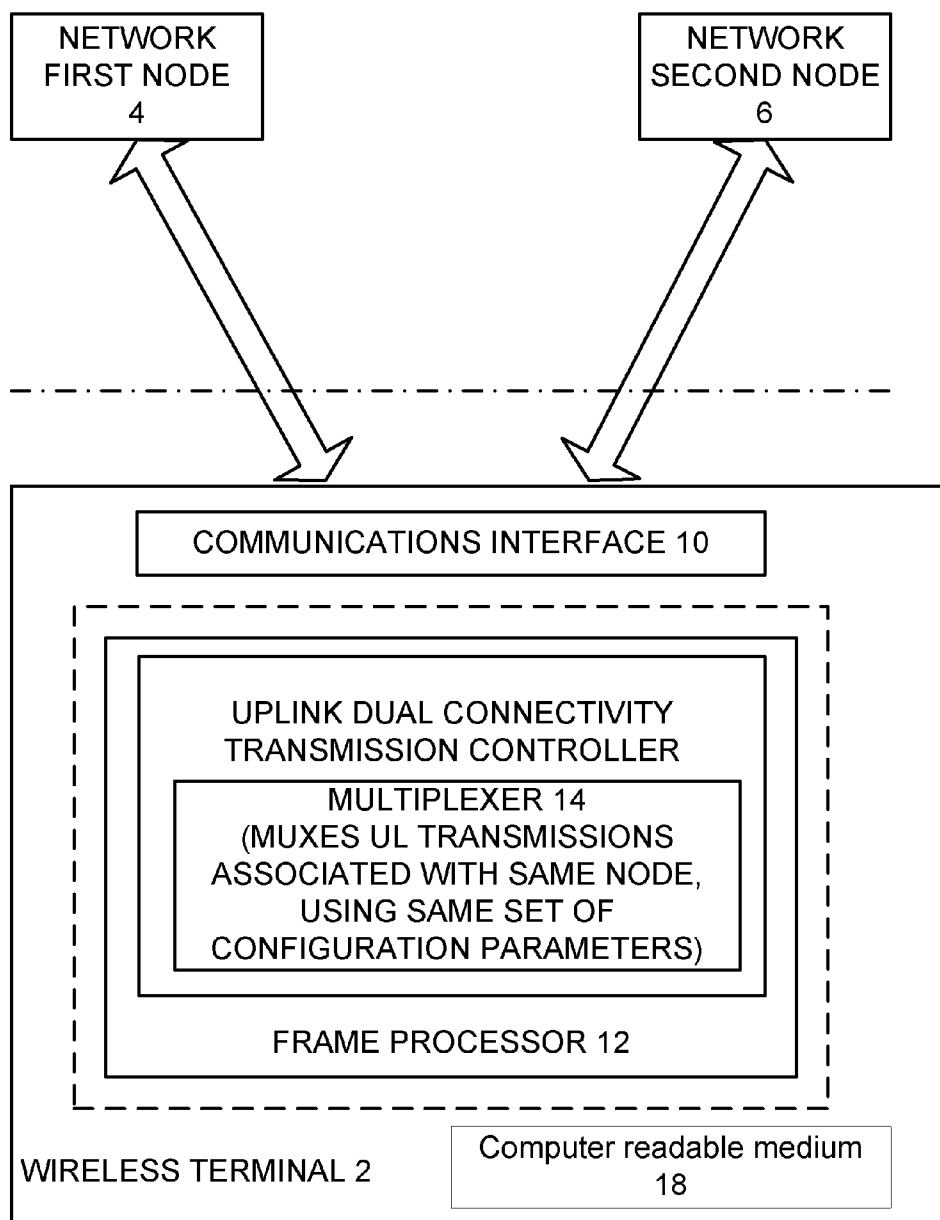 NETWORK
FIRST NODE
4
NETWORK
SECOND NODE
6
COMMUNICATIONS INTERFACE 10
UPLINK DUAL CONNECTIVITY
TRANSMISSION CONTROLLER
MULTIPLEXER 14
(MUXES UL TRANSMISSIONS
ASSOCIATED WITH SAME NODE,
USING SAME SET OF
CONFIGURATION PARAMETERS)
FRAME PROCESSOR 12
WIRELESS TERMINAL 2
Computer readable medium
18